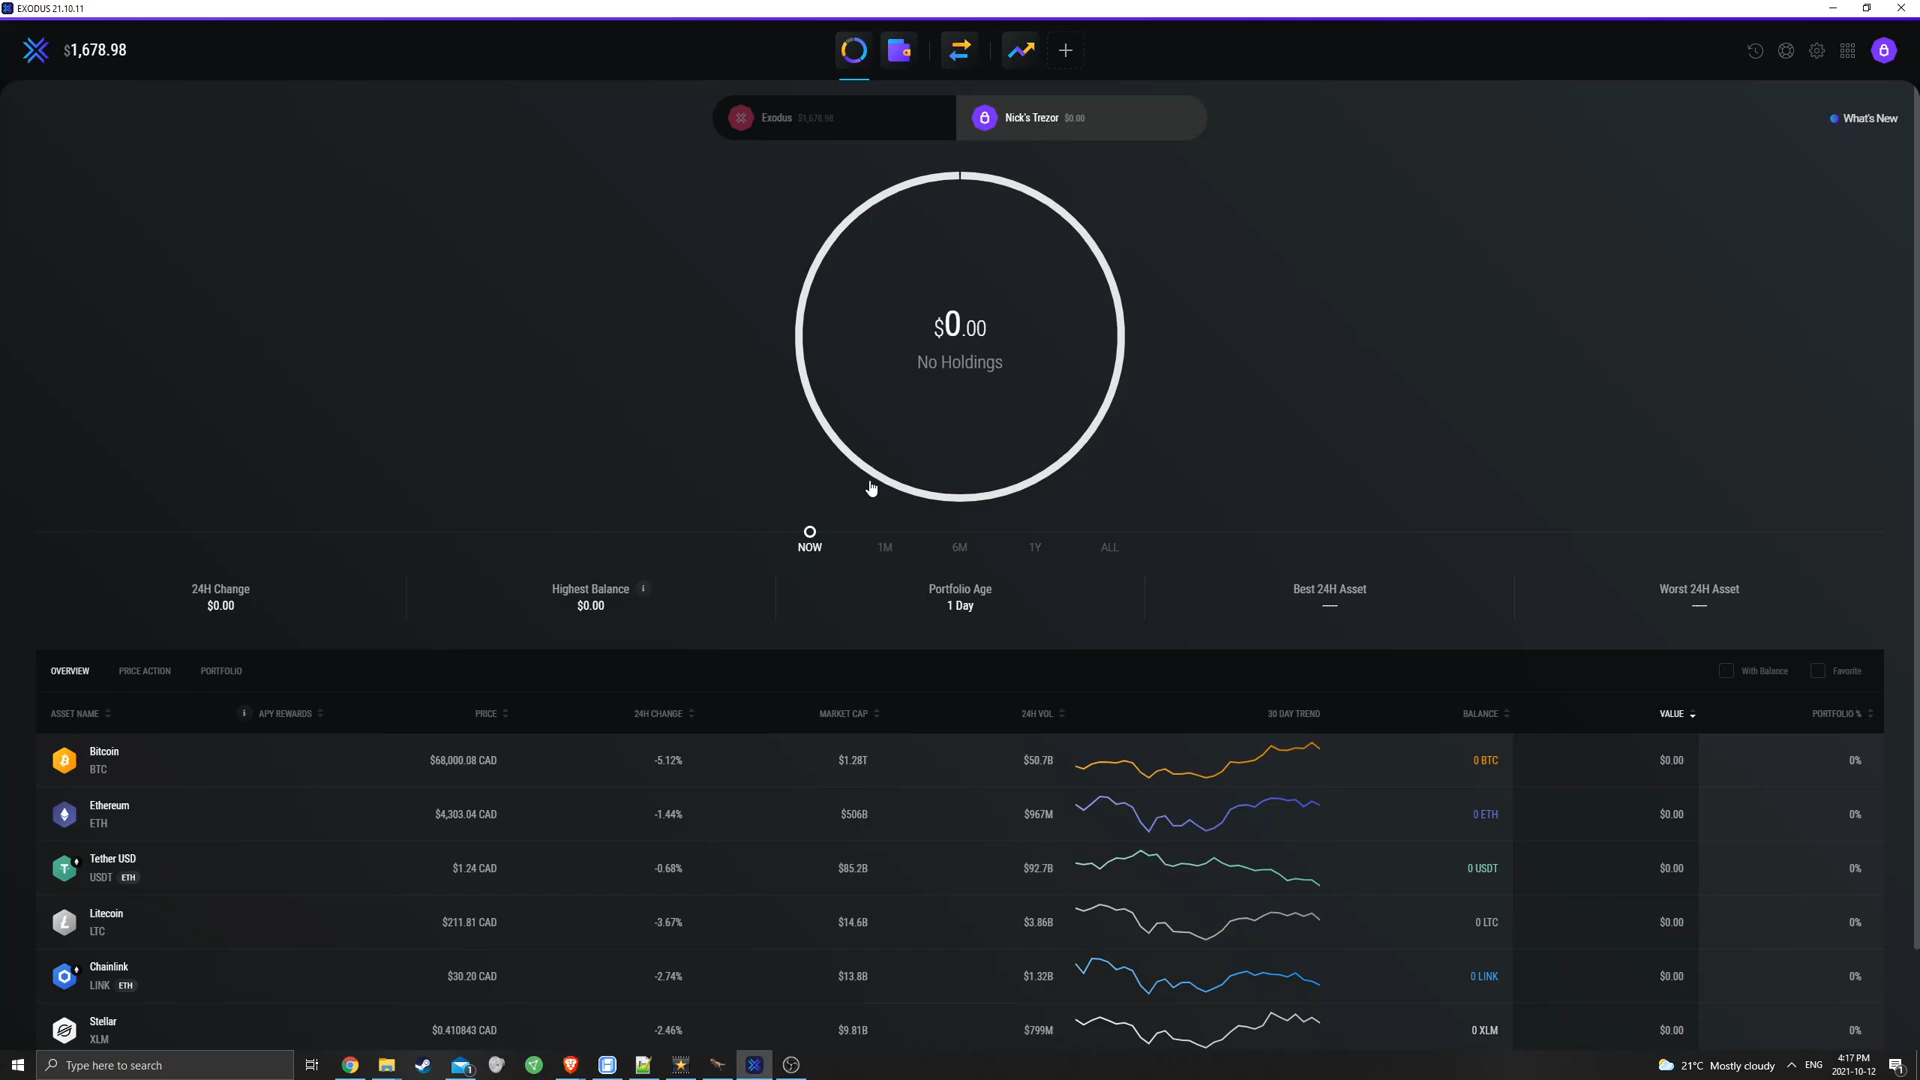 EXODUS 21.10.11
$1,678.98
Exodus $1,678.98
Nick's Trezor $0.00
What's New
$0.00
No Holdings
NOW 1M 6M 1Y ALL
24H Change Highest Balance i Portfolio Age Best 24H Asset Worst 24H Asset
$0.00 $0.00 1 Day — —
OVERVIEW PRICE ACTION PORTFOLIO With Balance Favorite
ASSET NAME i APY REWARDS PRICE 24H CHANGE MARKET CAP 24H VOL 30 DAY TREND BALANCE VALUE PORTFOLIO %
Bitcoin
BTC $68,000.08 CAD -5.12% $1.28T $50.7B 0 BTC $0.00 0%
Ethereum
ETH $4,303.04 CAD -1.44% $506B $967M 0 ETH $0.00 0%
Tether USD
USDT ETH $1.24 CAD -0.68% $85.2B $92.7B 0 USDT $0.00 0%
Litecoin
LTC $211.81 CAD -3.67% $14.6B $3.86B 0 LTC $0.00 0%
Chainlink
LINK ETH $30.20 CAD -2.74% $13.8B $1.32B 0 LINK $0.00 0%
Stellar
XLM $0.410843 CAD -2.46% $9.81B $799M 0 XLM $0.00 0%
Type here to search
1
21°C Mostly cloudy ENG
4:17 PM
2021-10-12
1